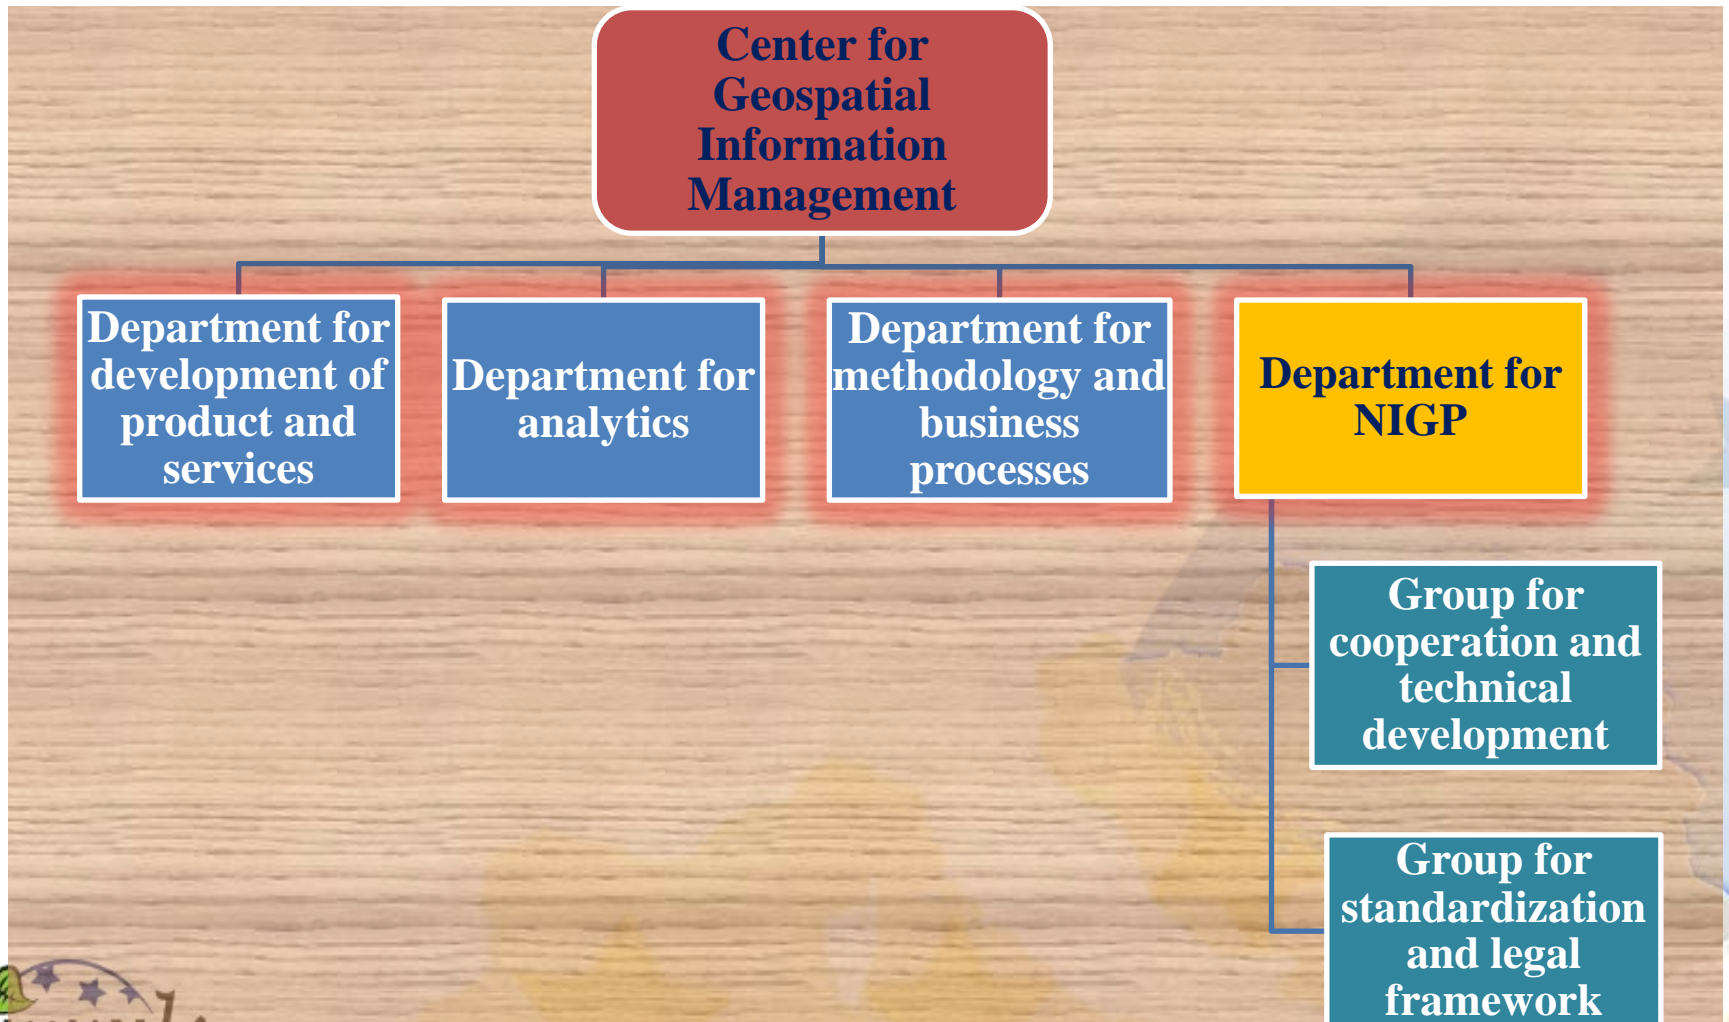 Center for
Geospatial
Information
Management
Department for
development of
product and
services
Department for
analytics
Department for
methodology and
business
processes
Department for
NIGP
Group for
cooperation and
technical
development
Group for
standardization
and legal
framework